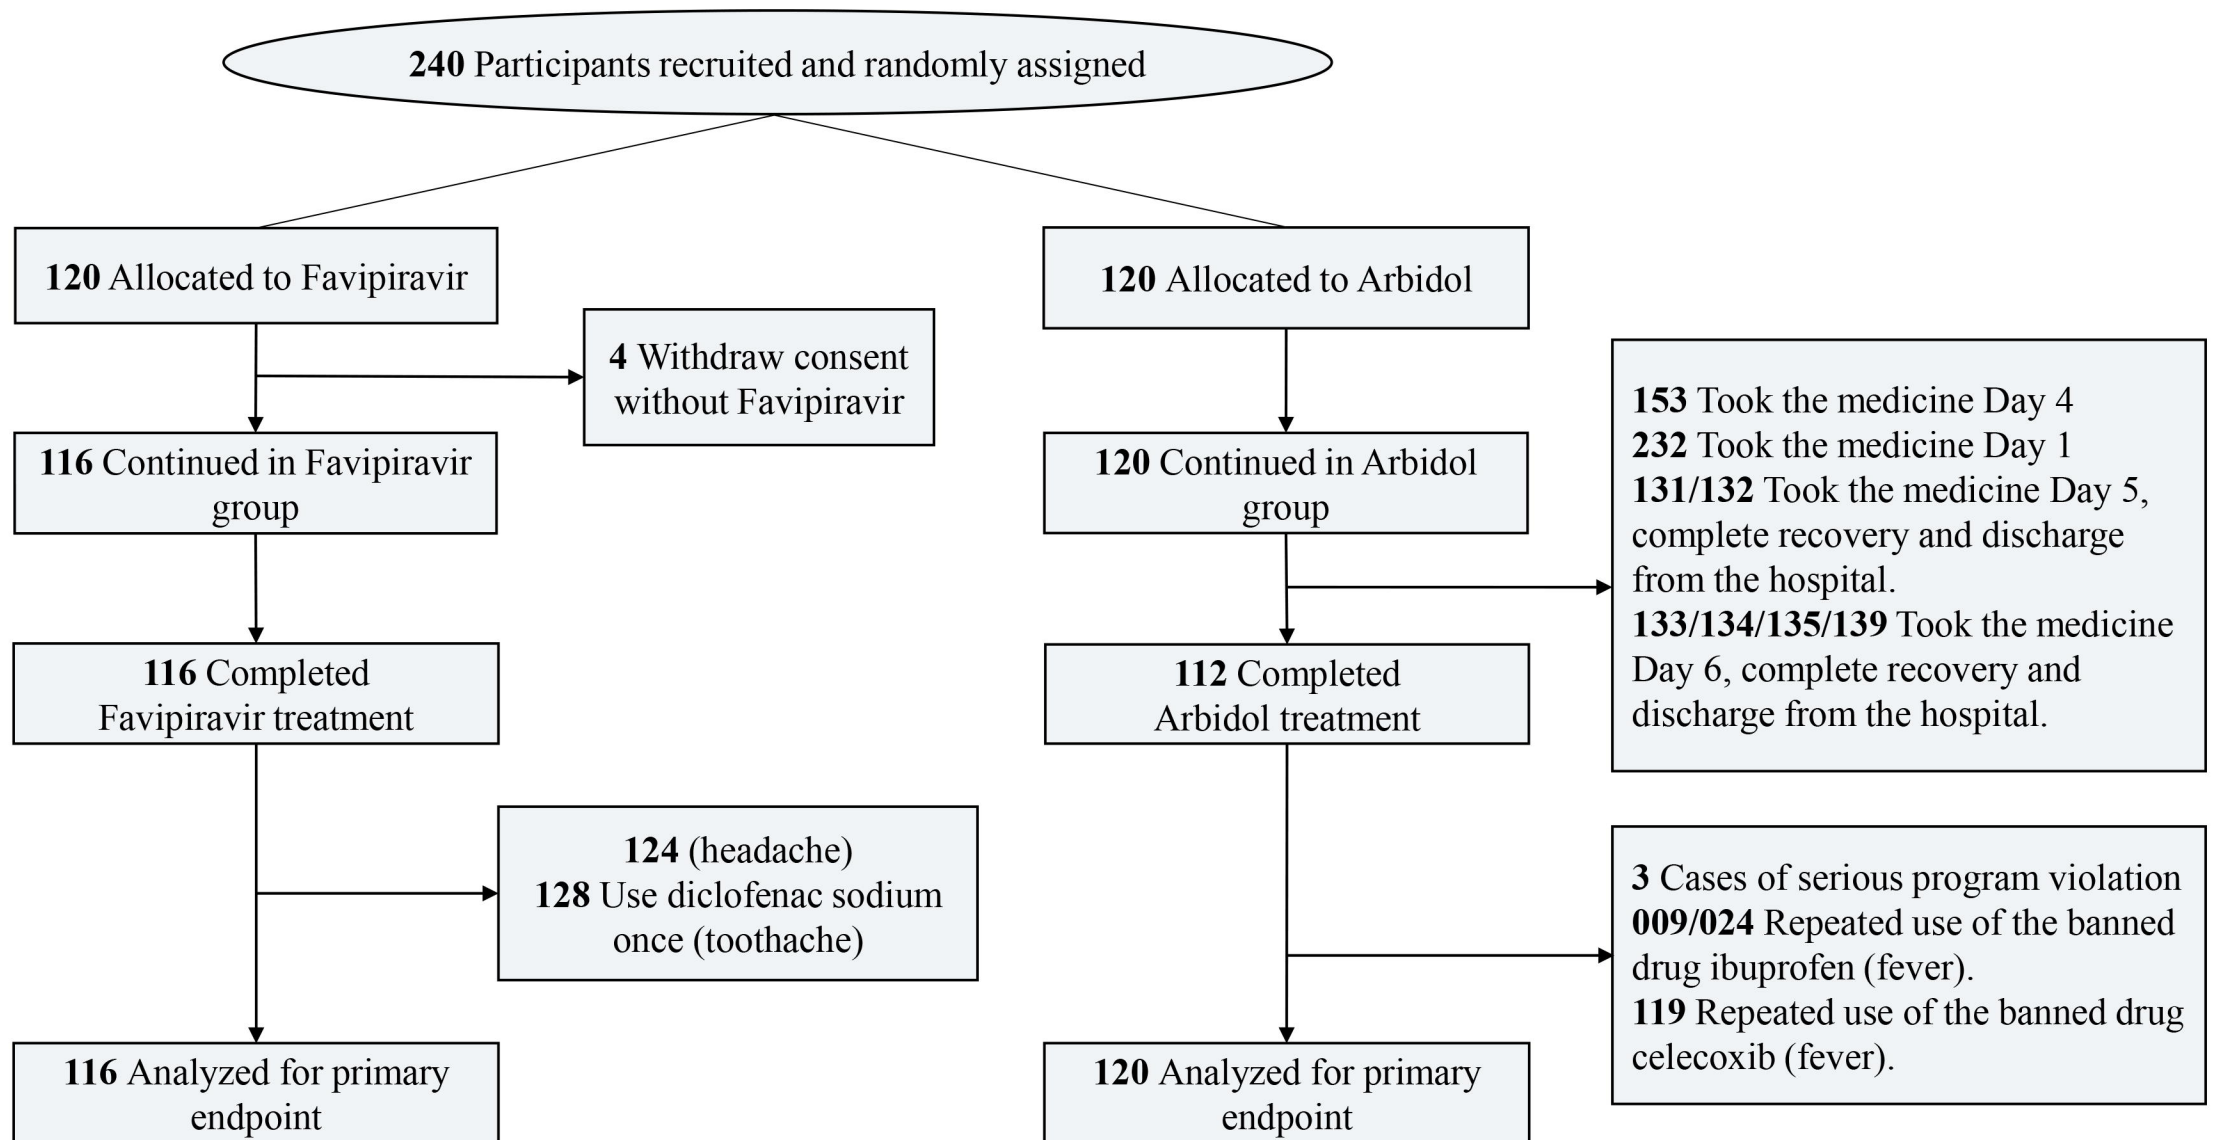 240 Participants recruited and randomly assigned
120 Allocated to Favipiravir
120 Allocated to Arbidol
4 Withdraw consent
without Favipiravir
116 Continued in Favipiravir
group
120 Continued in Arbidol
group
153 Took the medicine Day 4
232 Took the medicine Day 1
131/132 Took the medicine Day 5,
complete recovery and discharge
from the hospital.
133/134/135/139 Took the medicine
Day 6, complete recovery and
discharge from the hospital.
116 Completed
Favipiravir treatment
112 Completed
Arbidol treatment
124 (headache)
128 Use diclofenac sodium
once (toothache)
3 Cases of serious program violation
009/024 Repeated use of the banned
drug ibuprofen (fever).
119 Repeated use of the banned drug
celecoxib (fever).
116 Analyzed for primary
endpoint
120 Analyzed for primary
endpoint